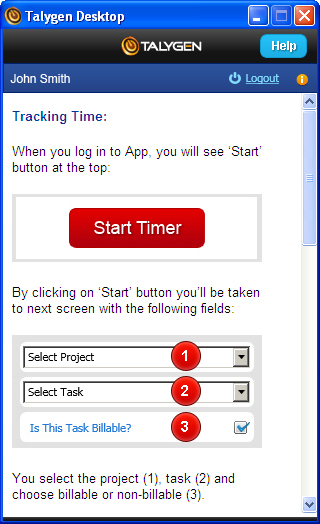 Talygen Desktop
TALYGEN
Help
John Smith
Logout
Tracking Time:
When you log in to App, you will see ‘Start’
button at the top:
Start Timer
By clicking on ‘Start’ button you’ll be taken
to next screen with the following fields:
Select Project 1
Select Task 2
Is This Task Billable? 3
You select the project (1), task (2) and
choose billable or non-billable (3).